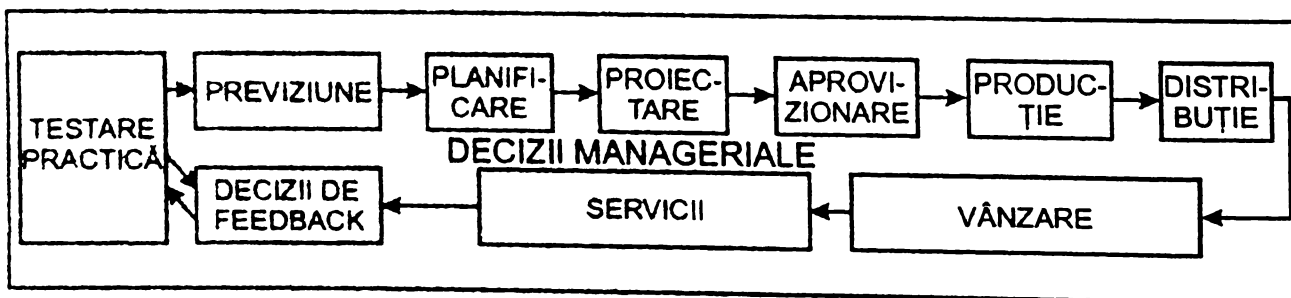 TESTARE
PRACTICĂ
PREVIZIUNE
PLANIFI-
CARE
PROIEC-
TARE
APROVI-
ZIONARE
PRODUC-
ȚIE
DISTRI-
BUȚIE
DECIZII MANAGERIALE
DECIZII DE
FEEDBACK
SERVICII
VÂNZARE